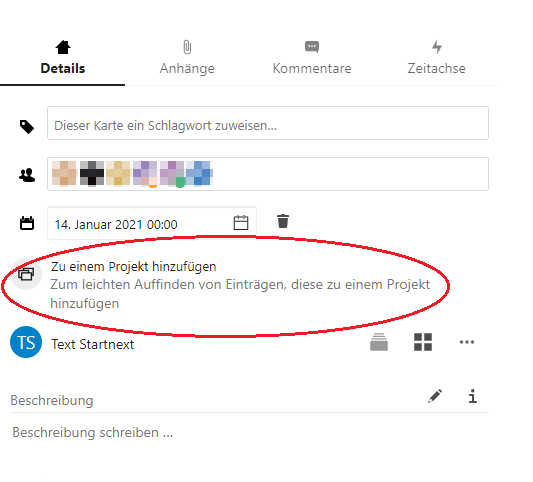 Details Anhänge Kommentare Zeitachse
Dieser Karte ein Schlagwort zuweisen...
14. Januar 2021 00:00
Zu einem Projekt hinzufügen
Zum leichten Auffinden von Einträgen, diese zu einem Projekt
hinzufügen
TS Text Startnext
Beschreibung
Beschreibung schreiben ...